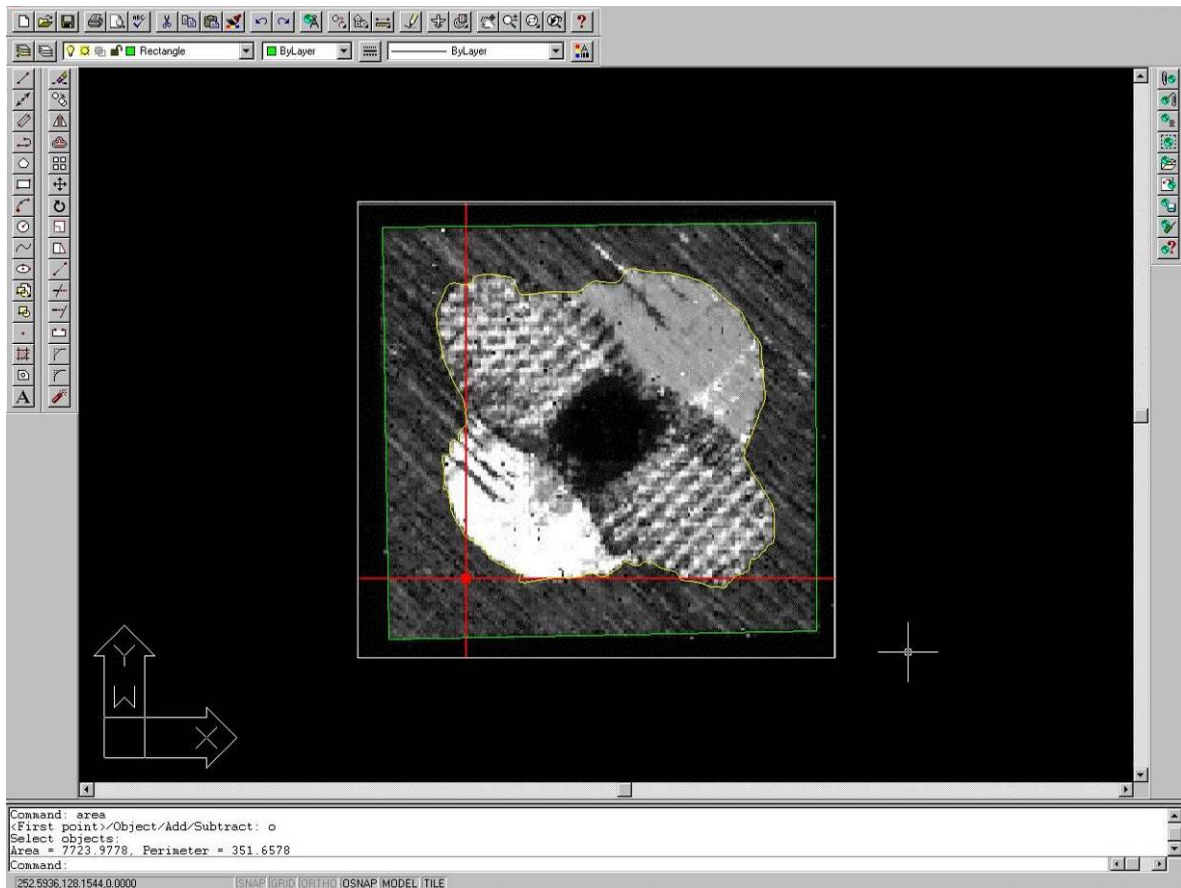 ABC
?
Rectangle
ByLayer
ByLayer
?
A
Y
W
X
Command: area
<First point>/Object/Add/Subtract: o
Select objects:
Area = 7723.9778, Perimeter = 351.6578
Command:
252.5936,128.1544,0.0000 SNAP GRID ORTHO OSNAP MODEL TILE